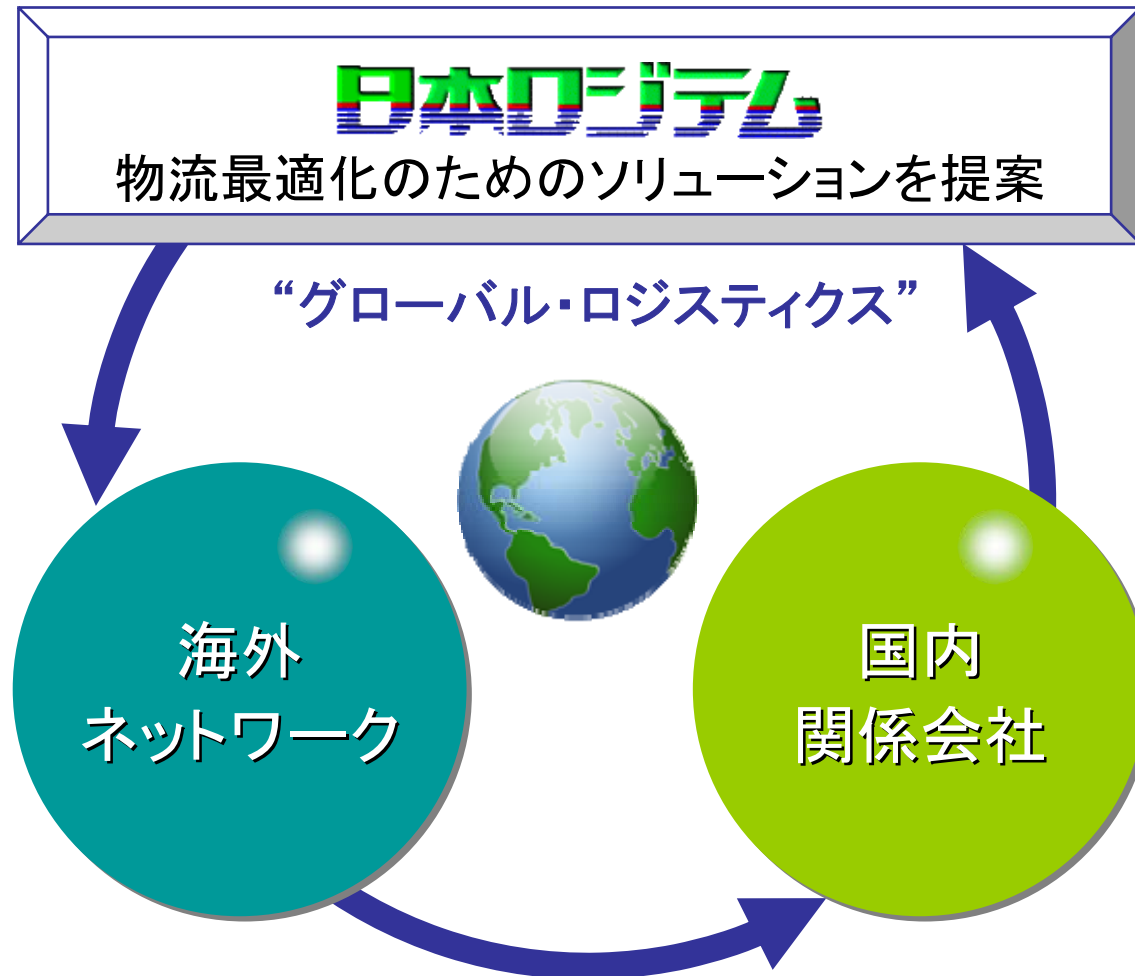 日本ロジテム
物流最適化のためのソリューションを提案
“グローバル・ロジスティクス”
海外
ネットワーク
国内
関係会社